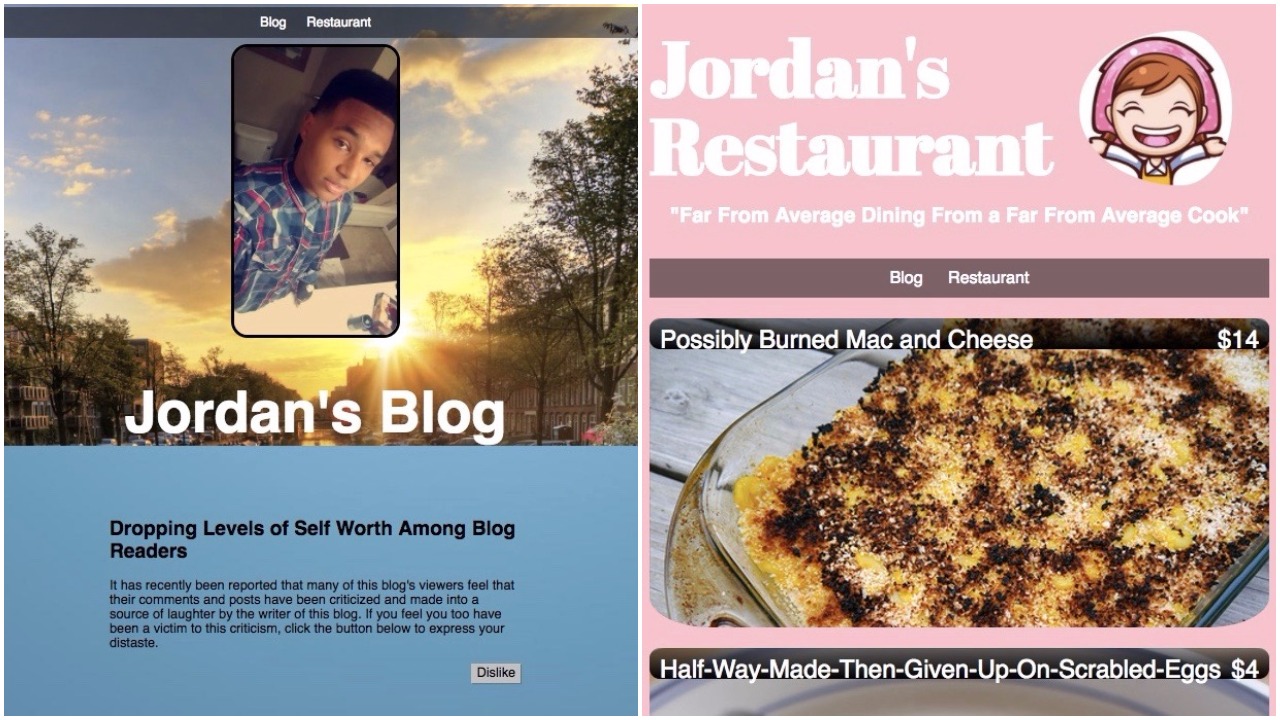 Blog Restaurant
Jordan's Blog
Dropping Levels of Self Worth Among Blog
Readers
It has recently been reported that many of this blog's viewers feel that
their comments and posts have been criticized and made into a
source of laughter by the writer of this blog. If you feel you too have
been a victim to this criticism, click the button below to express your
distaste.
Dislike
Jordan's
Restaurant
"Far From Average Dining From a Far From Average Cook"
Blog Restaurant
Possibly Burned Mac and Cheese $14
Half-Way-Made-Then-Given-Up-On-Scrabled-Eggs $4